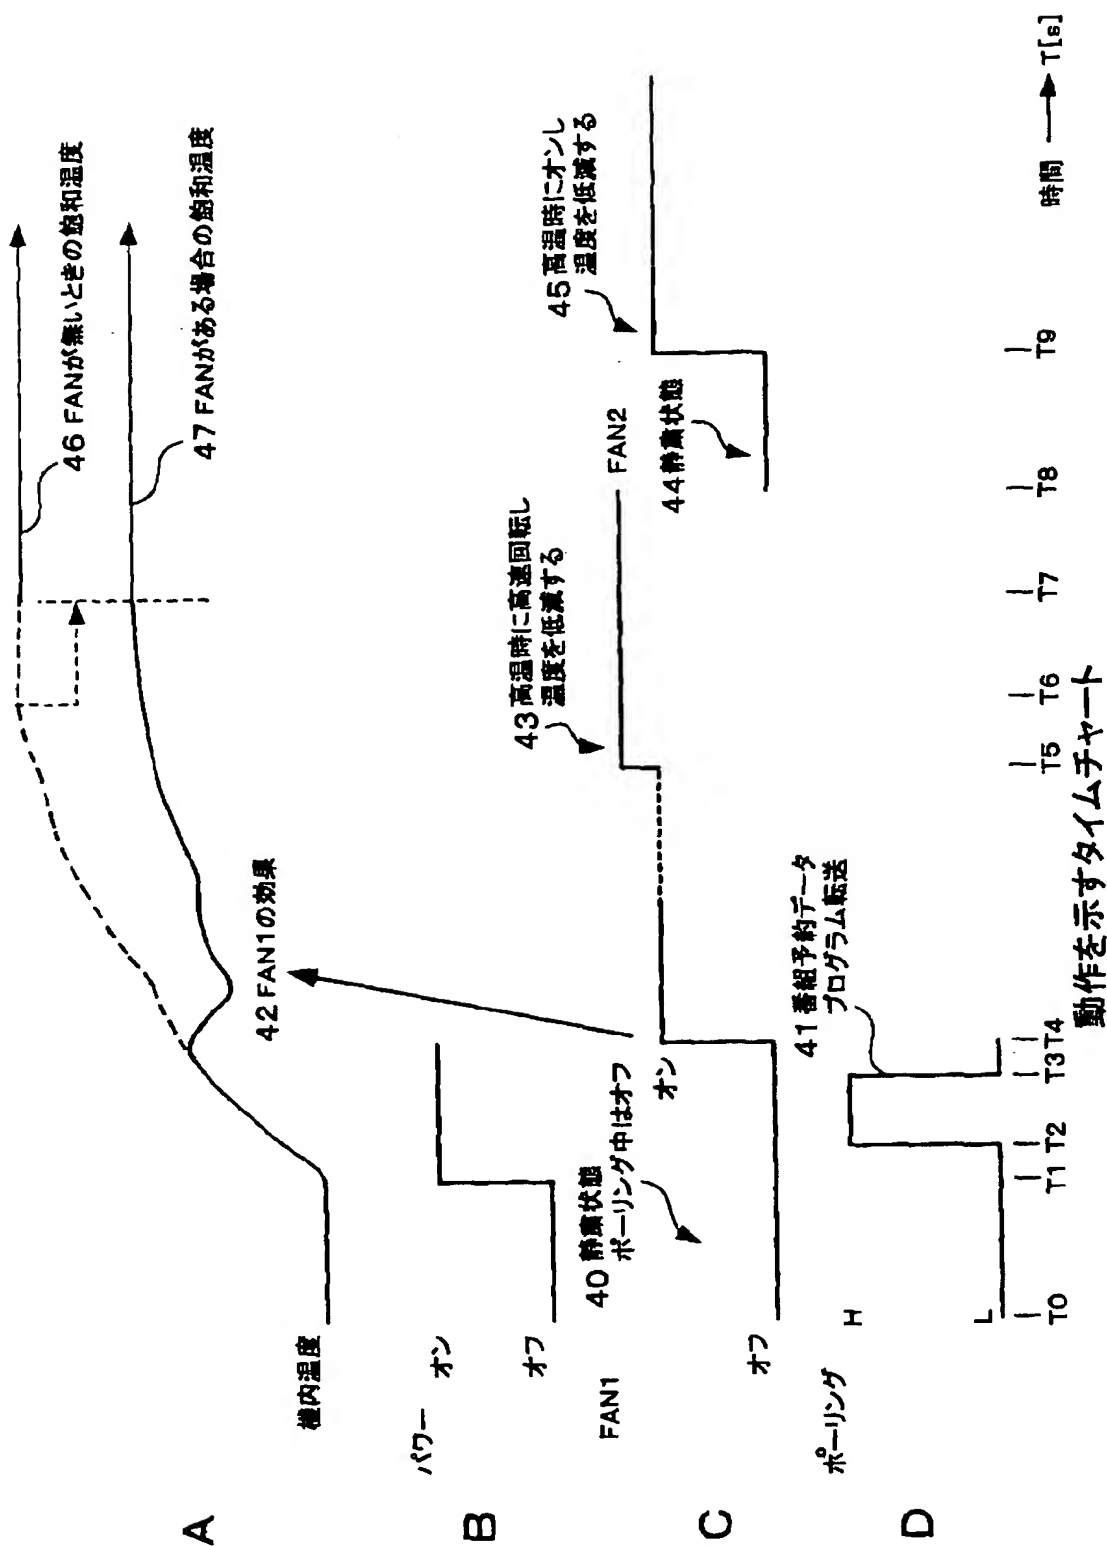 A
機内温度
46 FANが無いときの飽和温度
47 FANがある場合の飽和温度
42 FAN1の効果
B
パワー
オン
オフ
C
FAN1
オン
オフ
40 静粛状態
ポーリング中はオフ
43 高温時に高速回転し
温度を低減する
FAN2
44 静粛状態
45 高温時にオンし
温度を低減する
D
ポーリング
H
L
41 番組予約データ
プログラム転送
T0 T1 T2 T3 T4 T5 T6 T7 T8 T9
時間 T[s]
動作を示すタイムチャート